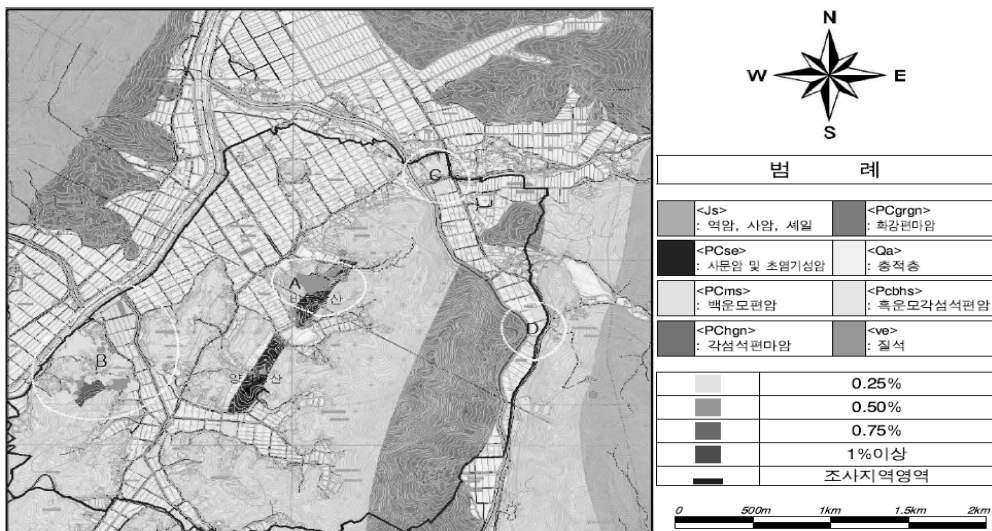 N
W E
S
범 례
<Js>
: 역암, 사암, 셰일
<PCgrgn>
: 화강편마암
<PCse>
: 사문암 및 초염기성암
<Qa>
: 충적층
<PCms>
: 백운모편암
<Pcbhs>
: 흑운모각섬석편암
<PChgn>
: 각섬석편마암
<ve>
: 질석
0.25%
0.50%
0.75%
1%이상
조사지역영역
0 500m 1km 1.5km 2km
C
A
D
B